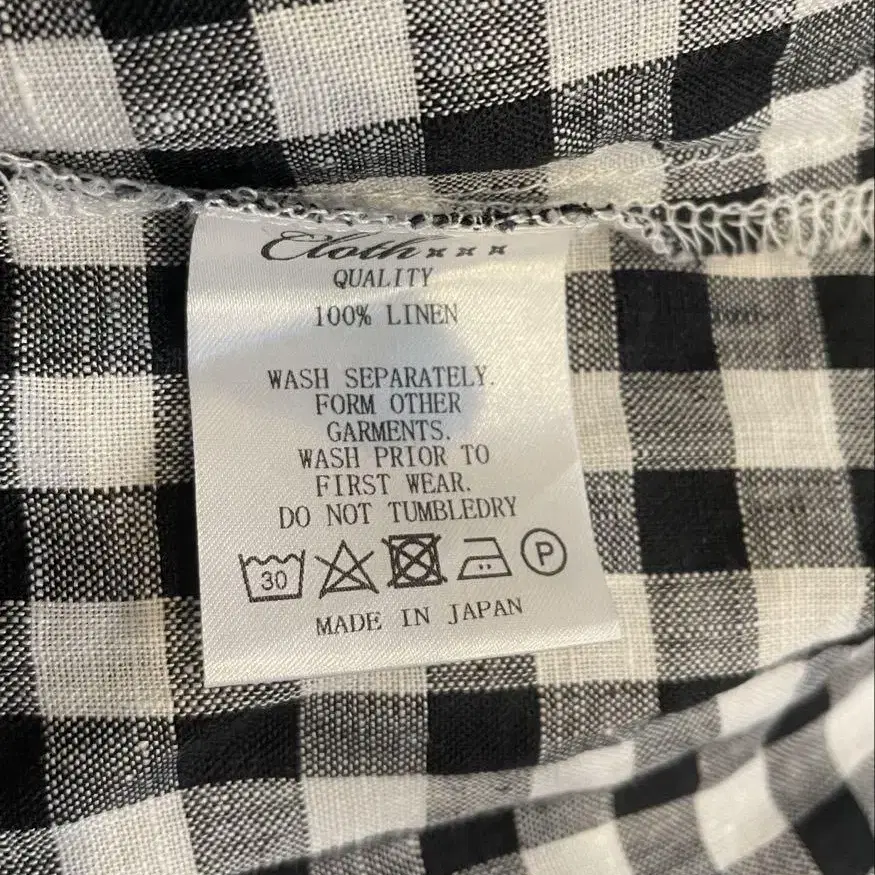 Cloth xxx
QUALITY
100% LINEN
WASH SEPARATELY.
FORM OTHER
GARMENTS.
WASH PRIOR TO
FIRST WEAR.
DO NOT TUMBLEDRY
30 P
MADE IN JAPAN